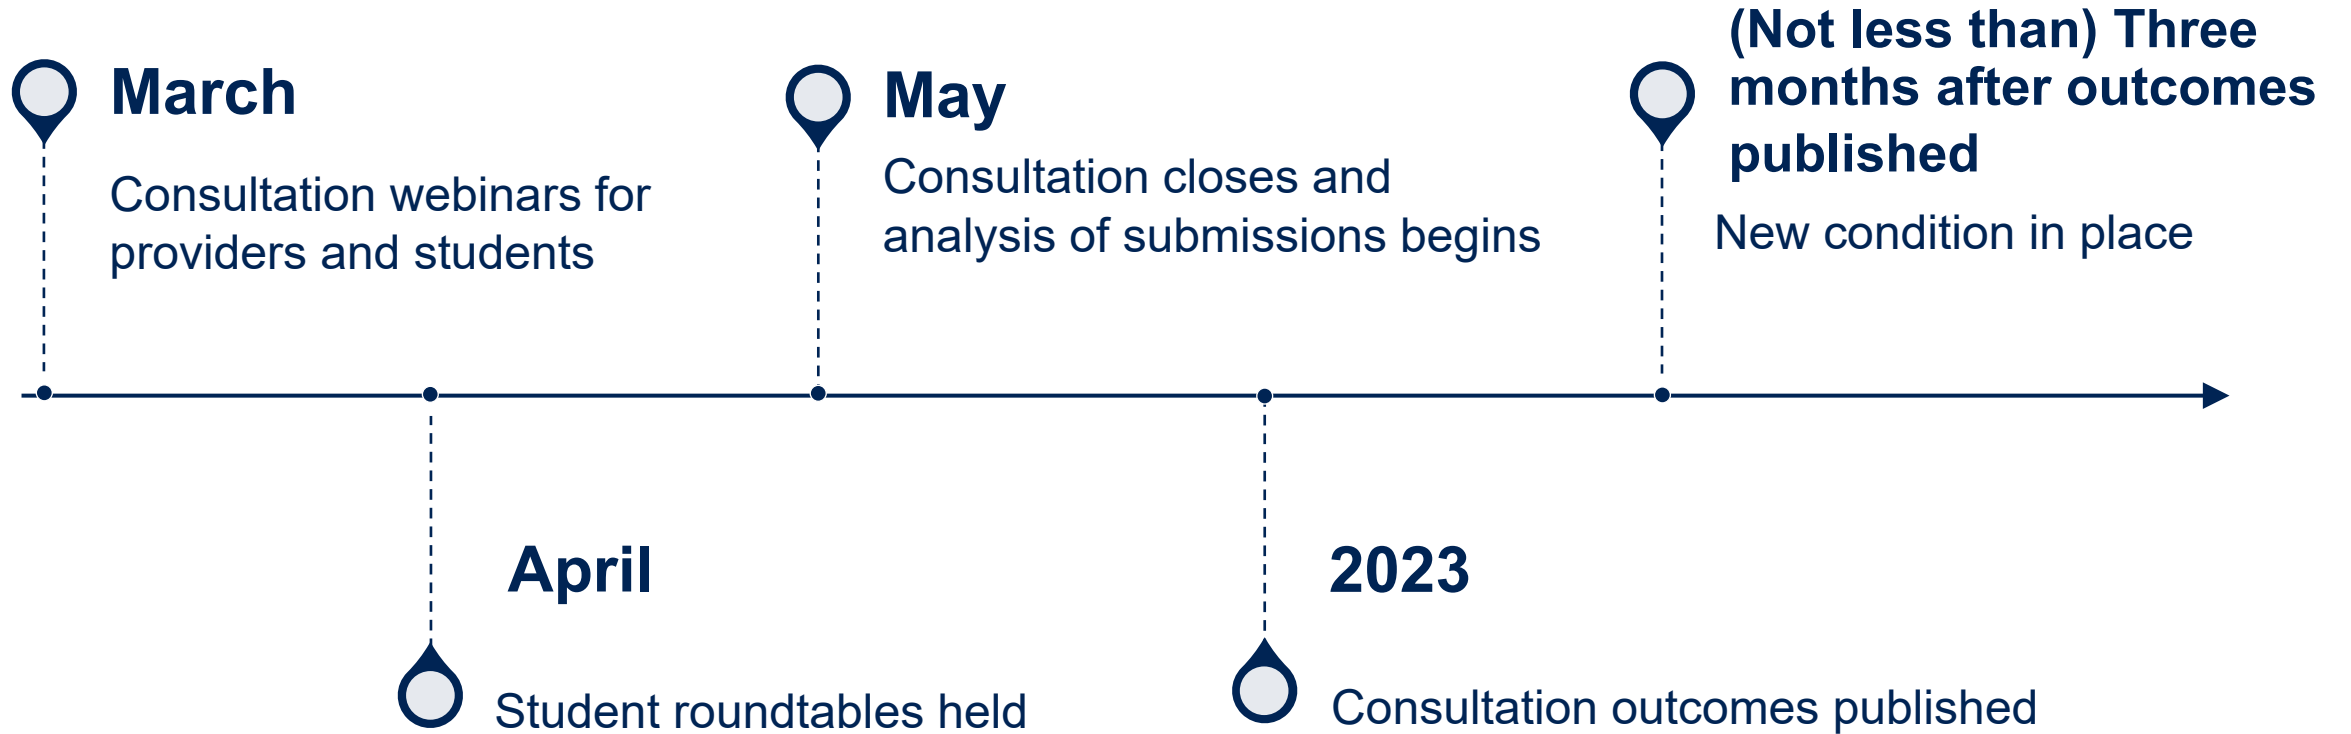 March
Consultation webinars for
providers and students
April
Student roundtables held
May
Consultation closes and
analysis of submissions begins
2023
Consultation outcomes published
(Not less than) Three
months after outcomes
published
New condition in place